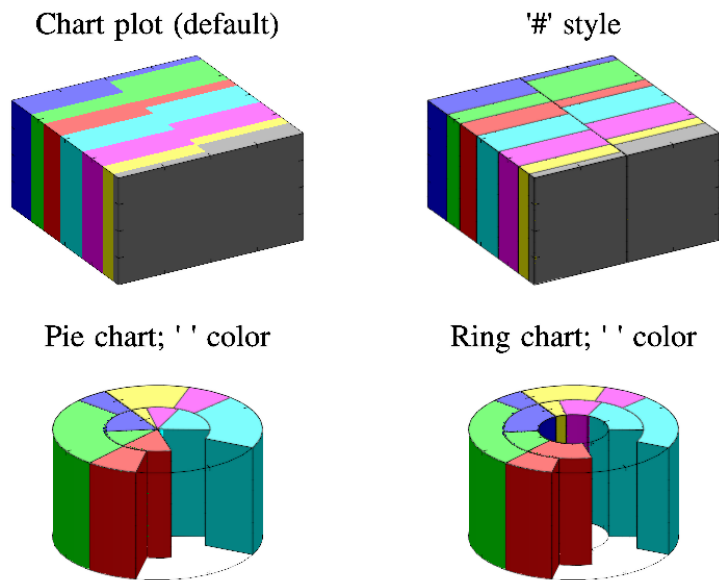 Chart plot (default)
'#' style
Pie chart; ' ' color
Ring chart; ' ' color